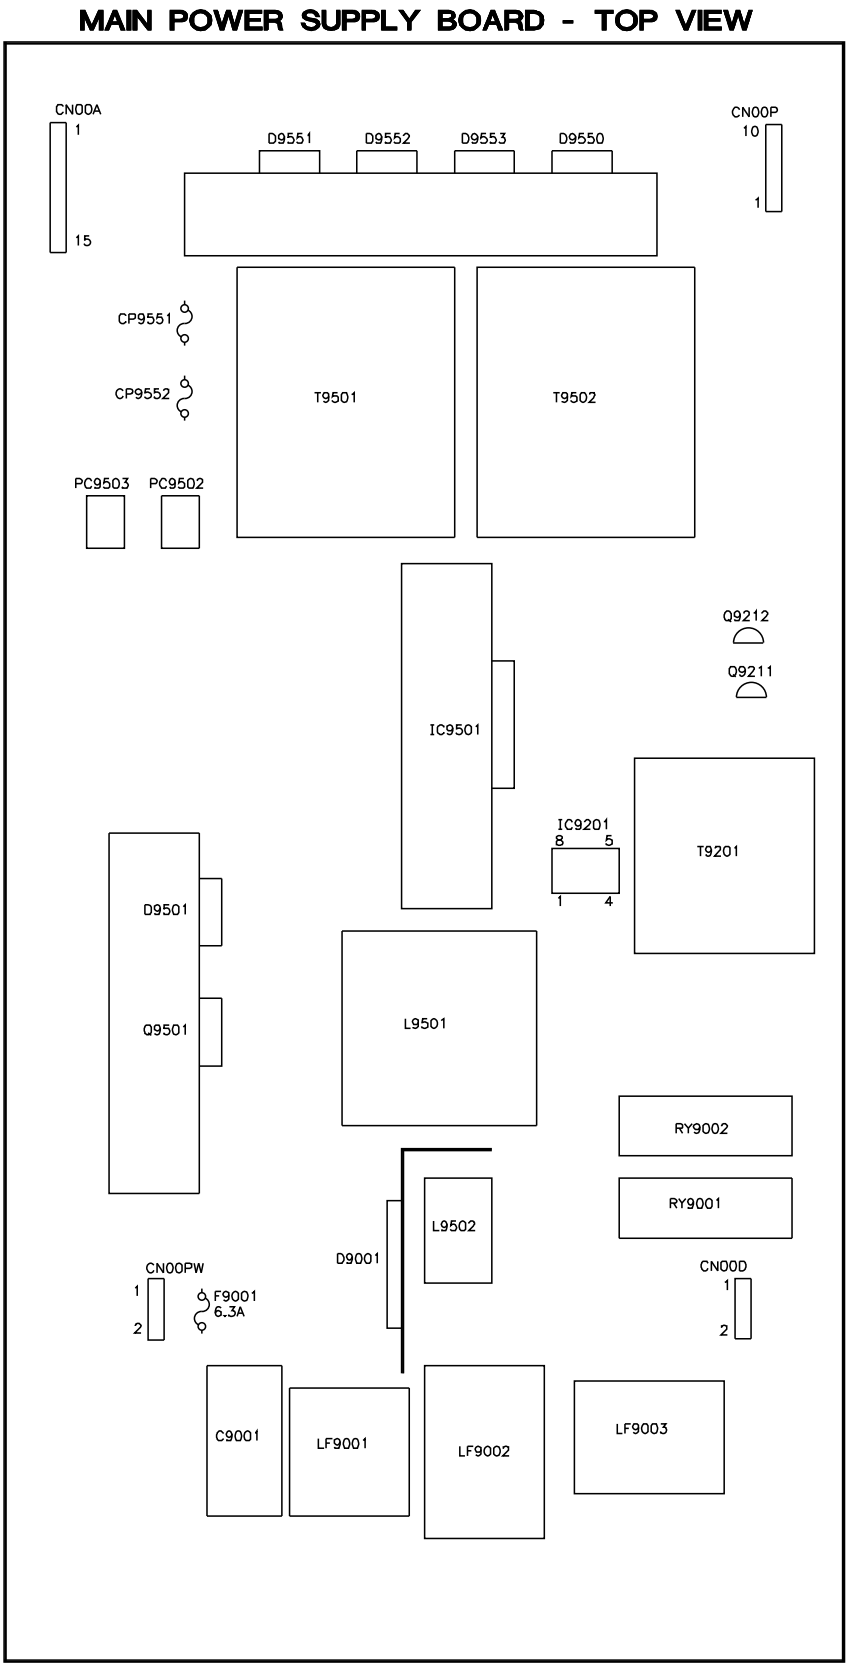 MAIN POWER SUPPLY BOARD - TOP VIEW
CN00A
1
15
D9551 D9552 D9553 D9550
CN00P
10
1
CP9551
CP9552
T9501
T9502
PC9503 PC9502
Q9212
Q9211
IC9501
IC9201
8 5
1 4
T9201
D9501
Q9501
L9501
RY9002
RY9001
L9502
D9001
CN00PW
1
2
F9001
6.3A
CN00D
1
2
C9001
LF9001
LF9002
LF9003